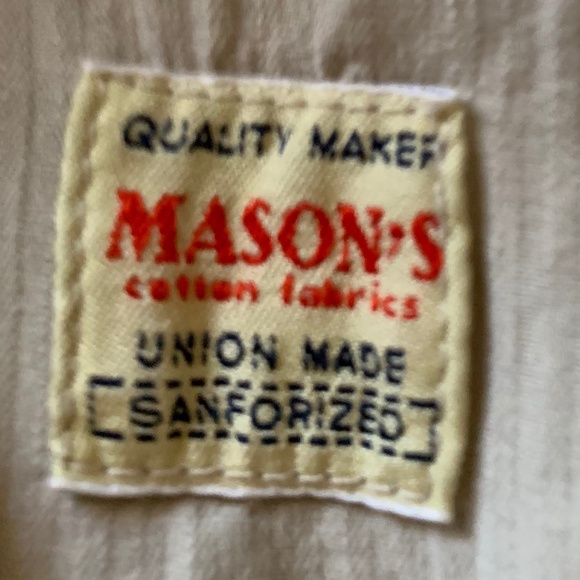 QUALITY MAKER
MASON'S
cotton fabrics
UNION MADE
SANFORIZED